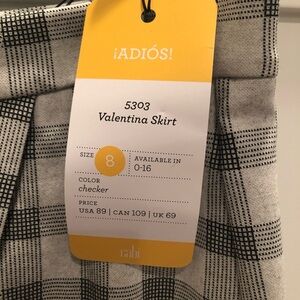 ¡ADIÓS!
5303
Valentina Skirt
SIZE 8 AVAILABLE IN
0-16
COLOR
checker
PRICE
USA 89 | CAN 109 | UK 69
cabi